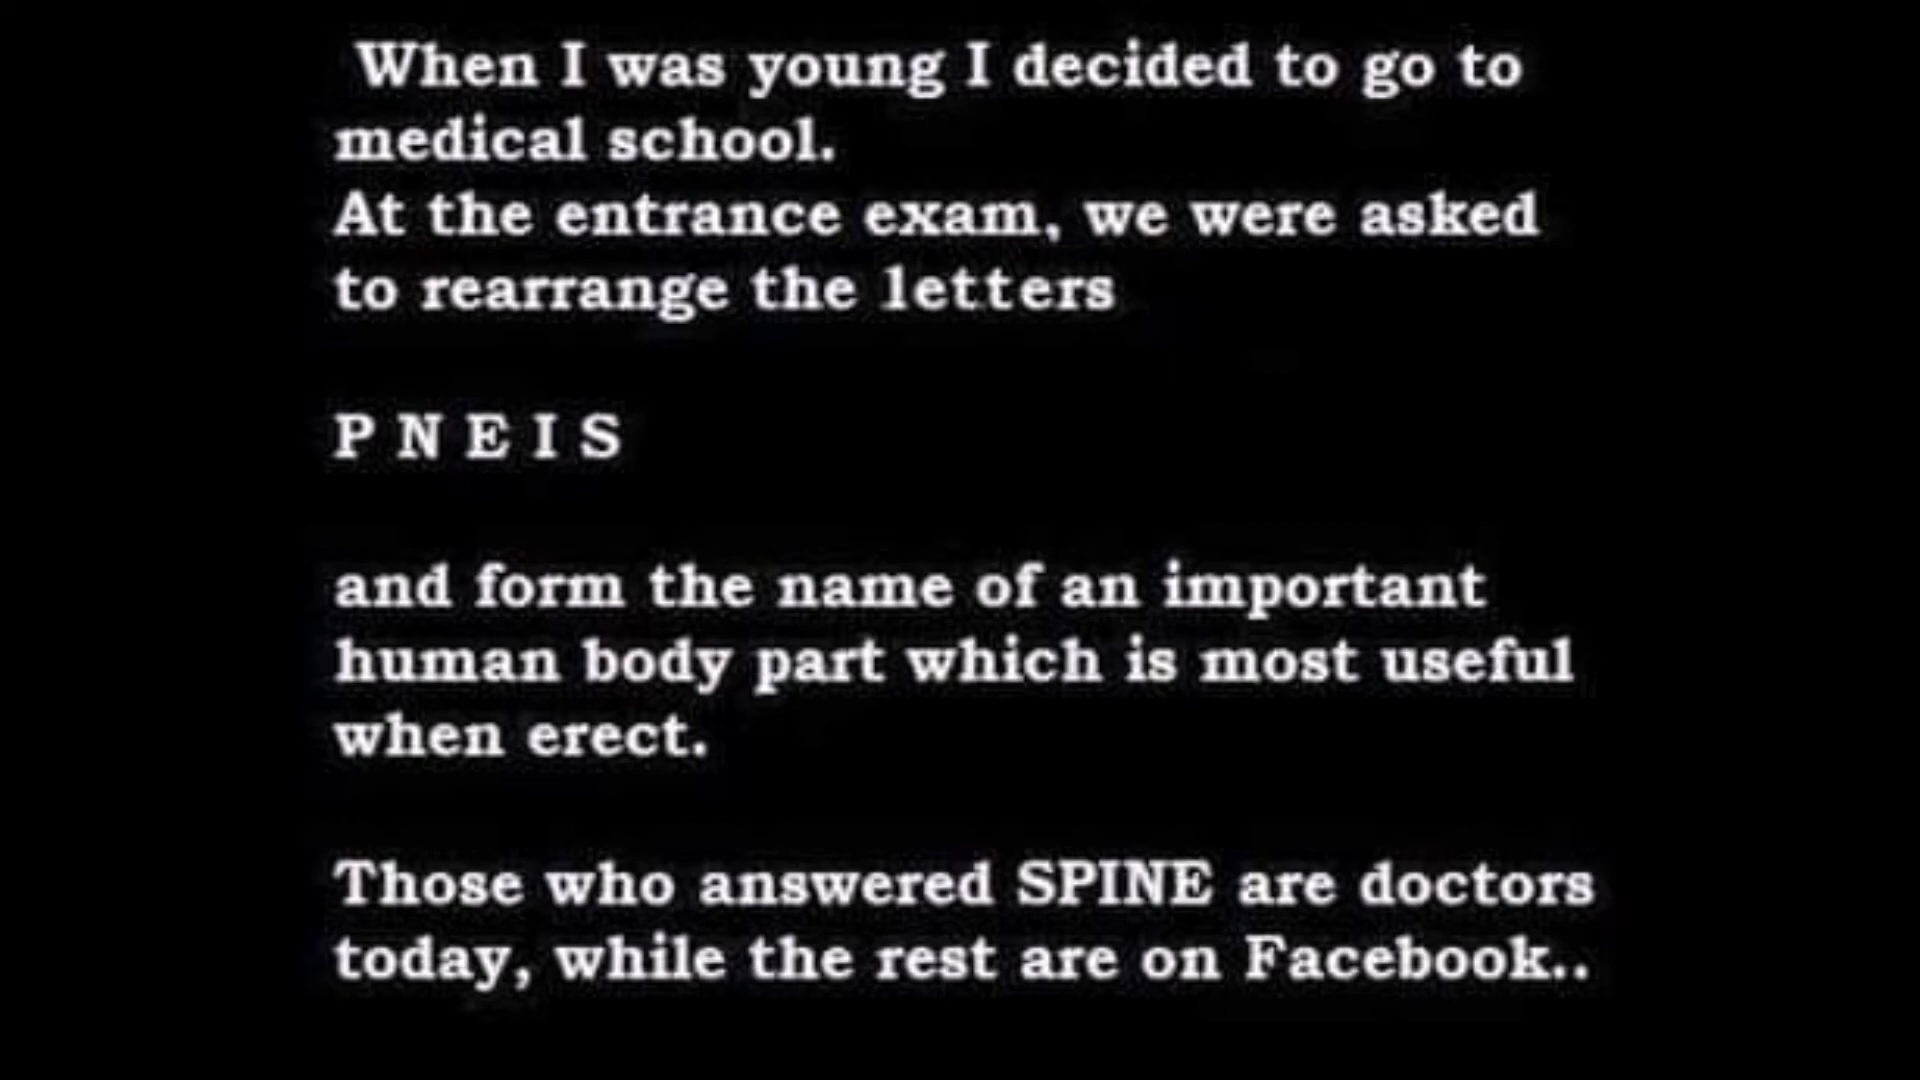 When I was young I decided to go to
medical school.
At the entrance exam, we were asked
to rearrange the letters
P N E I S
and form the name of an important
human body part which is most useful
when erect.
Those who answered SPINE are doctors
today, while the rest are on Facebook..